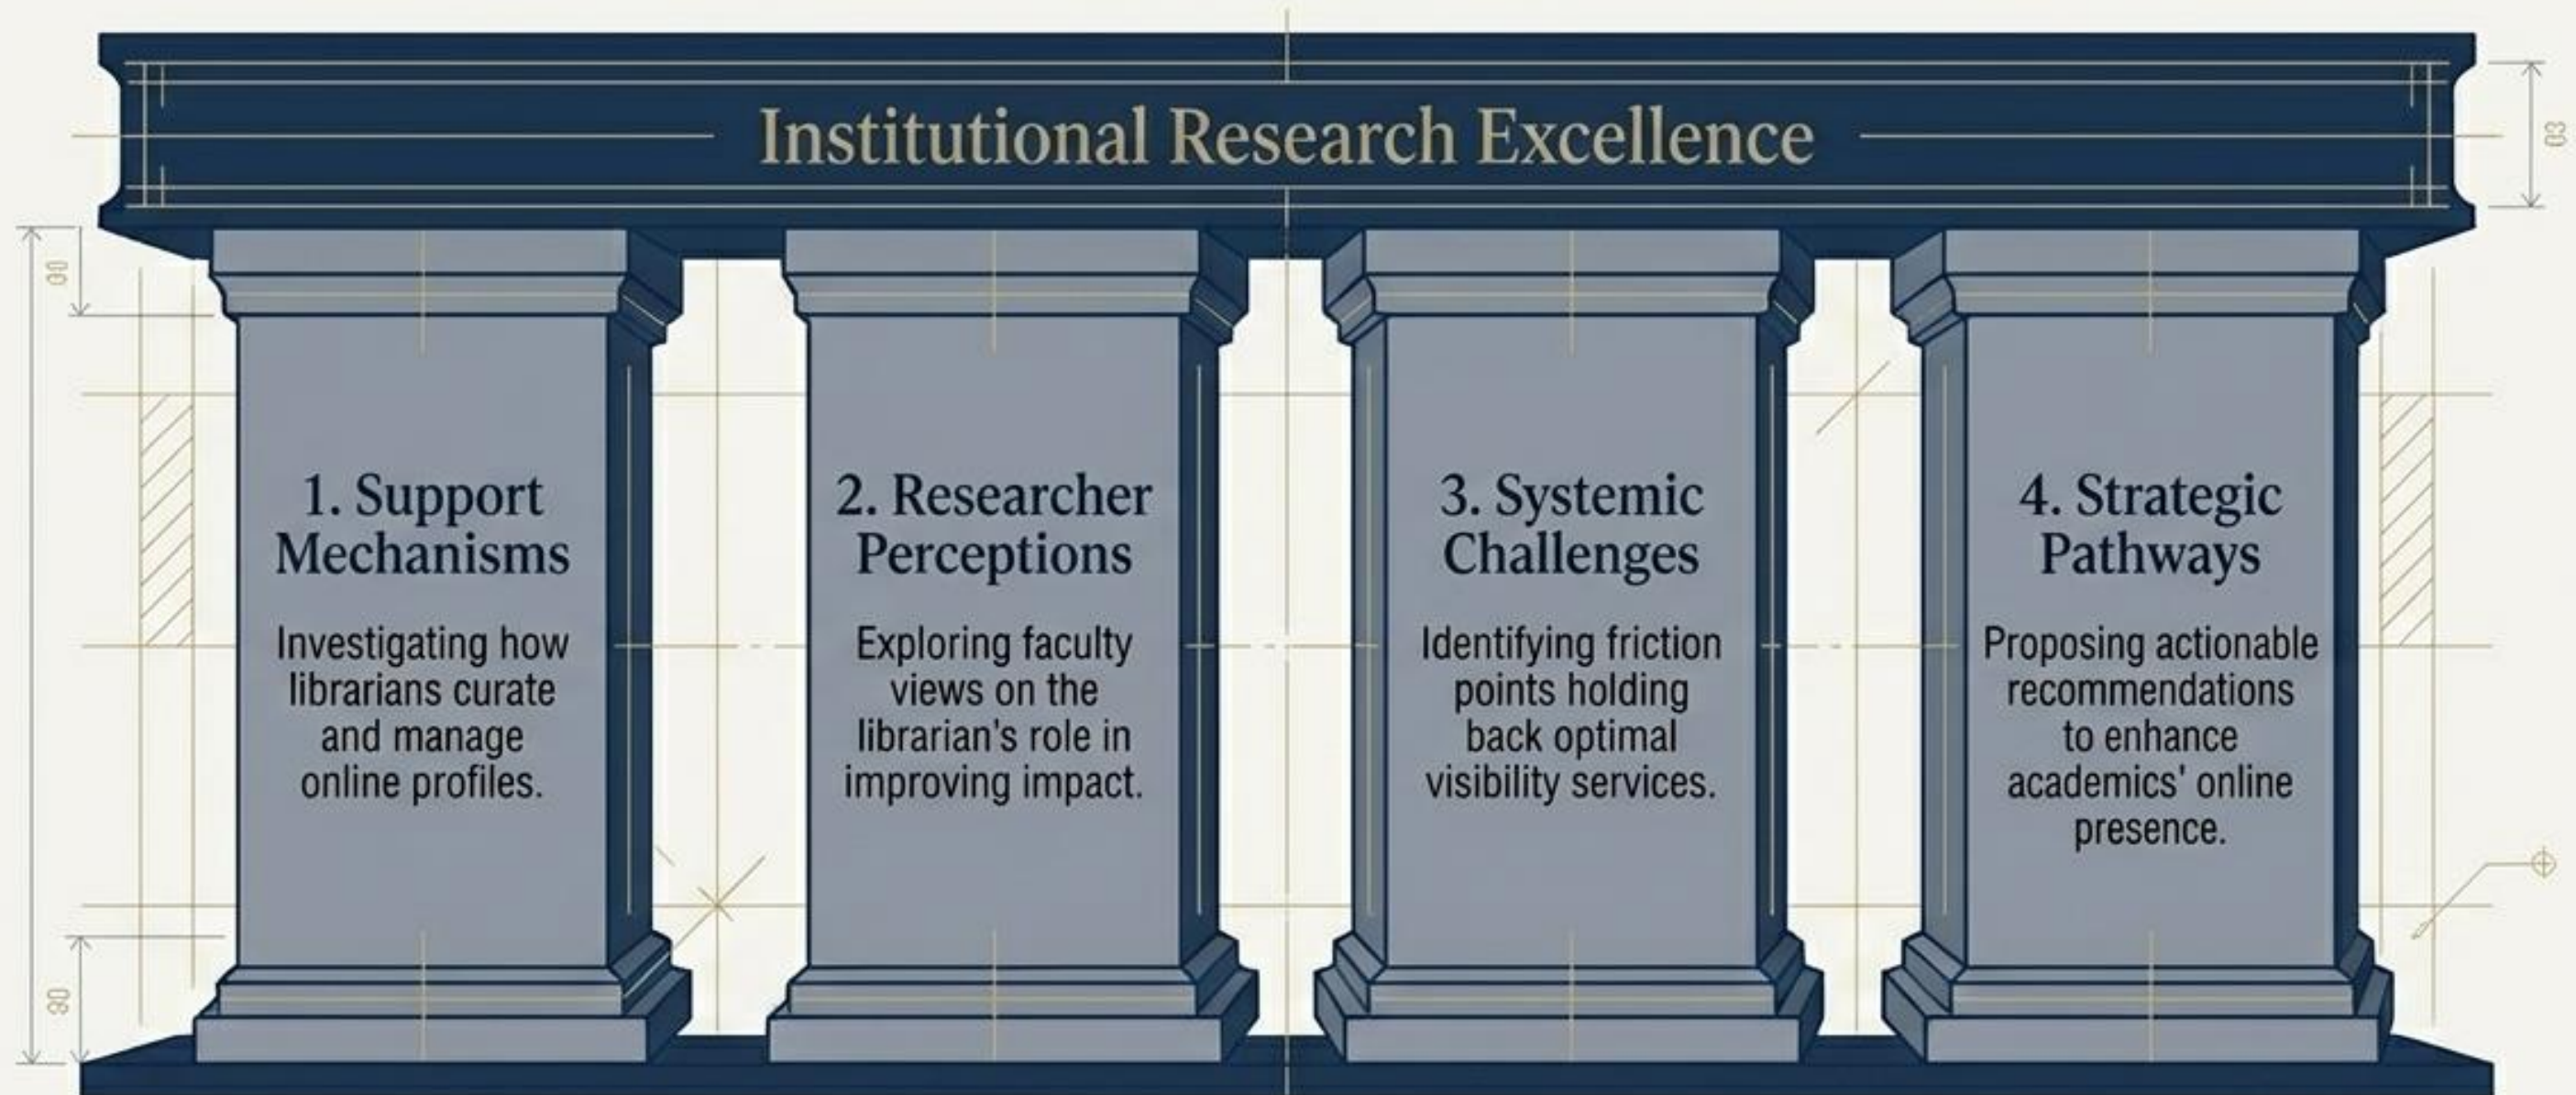 Institutional Research Excellence
1. Support
Mechanisms
Investigating how
librarians curate
and manage
online profiles.
2. Researcher
Perceptions
Exploring faculty
views on the
librarian's role in
improving impact.
3. Systemic
Challenges
Identifying friction
points holding
back optimal
visibility services.
4. Strategic
Pathways
Proposing actionable
recommendations
to enhance
academics' online
presence.